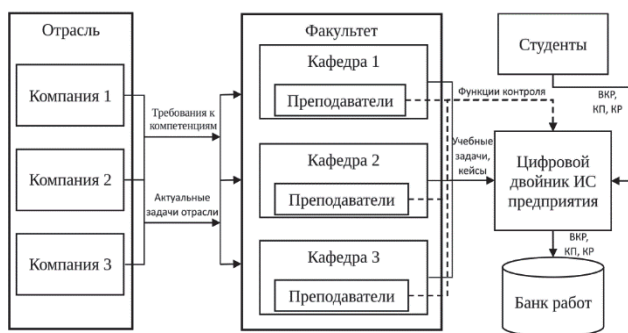 Отрасль
Компания 1
Компания 2
Компания 3
Требования к
компетенциям
Актуальные
задачи отрасли
Факультет
Кафедра 1
Преподаватели
Кафедра 2
Преподаватели
Кафедра 3
Преподаватели
Функции контроля
Учебные
задачи,
кейсы
Студенты
ВКР,
КП, КР
Цифровой
двойник ИС
предприятия
ВКР,
КП, КР
Банк работ